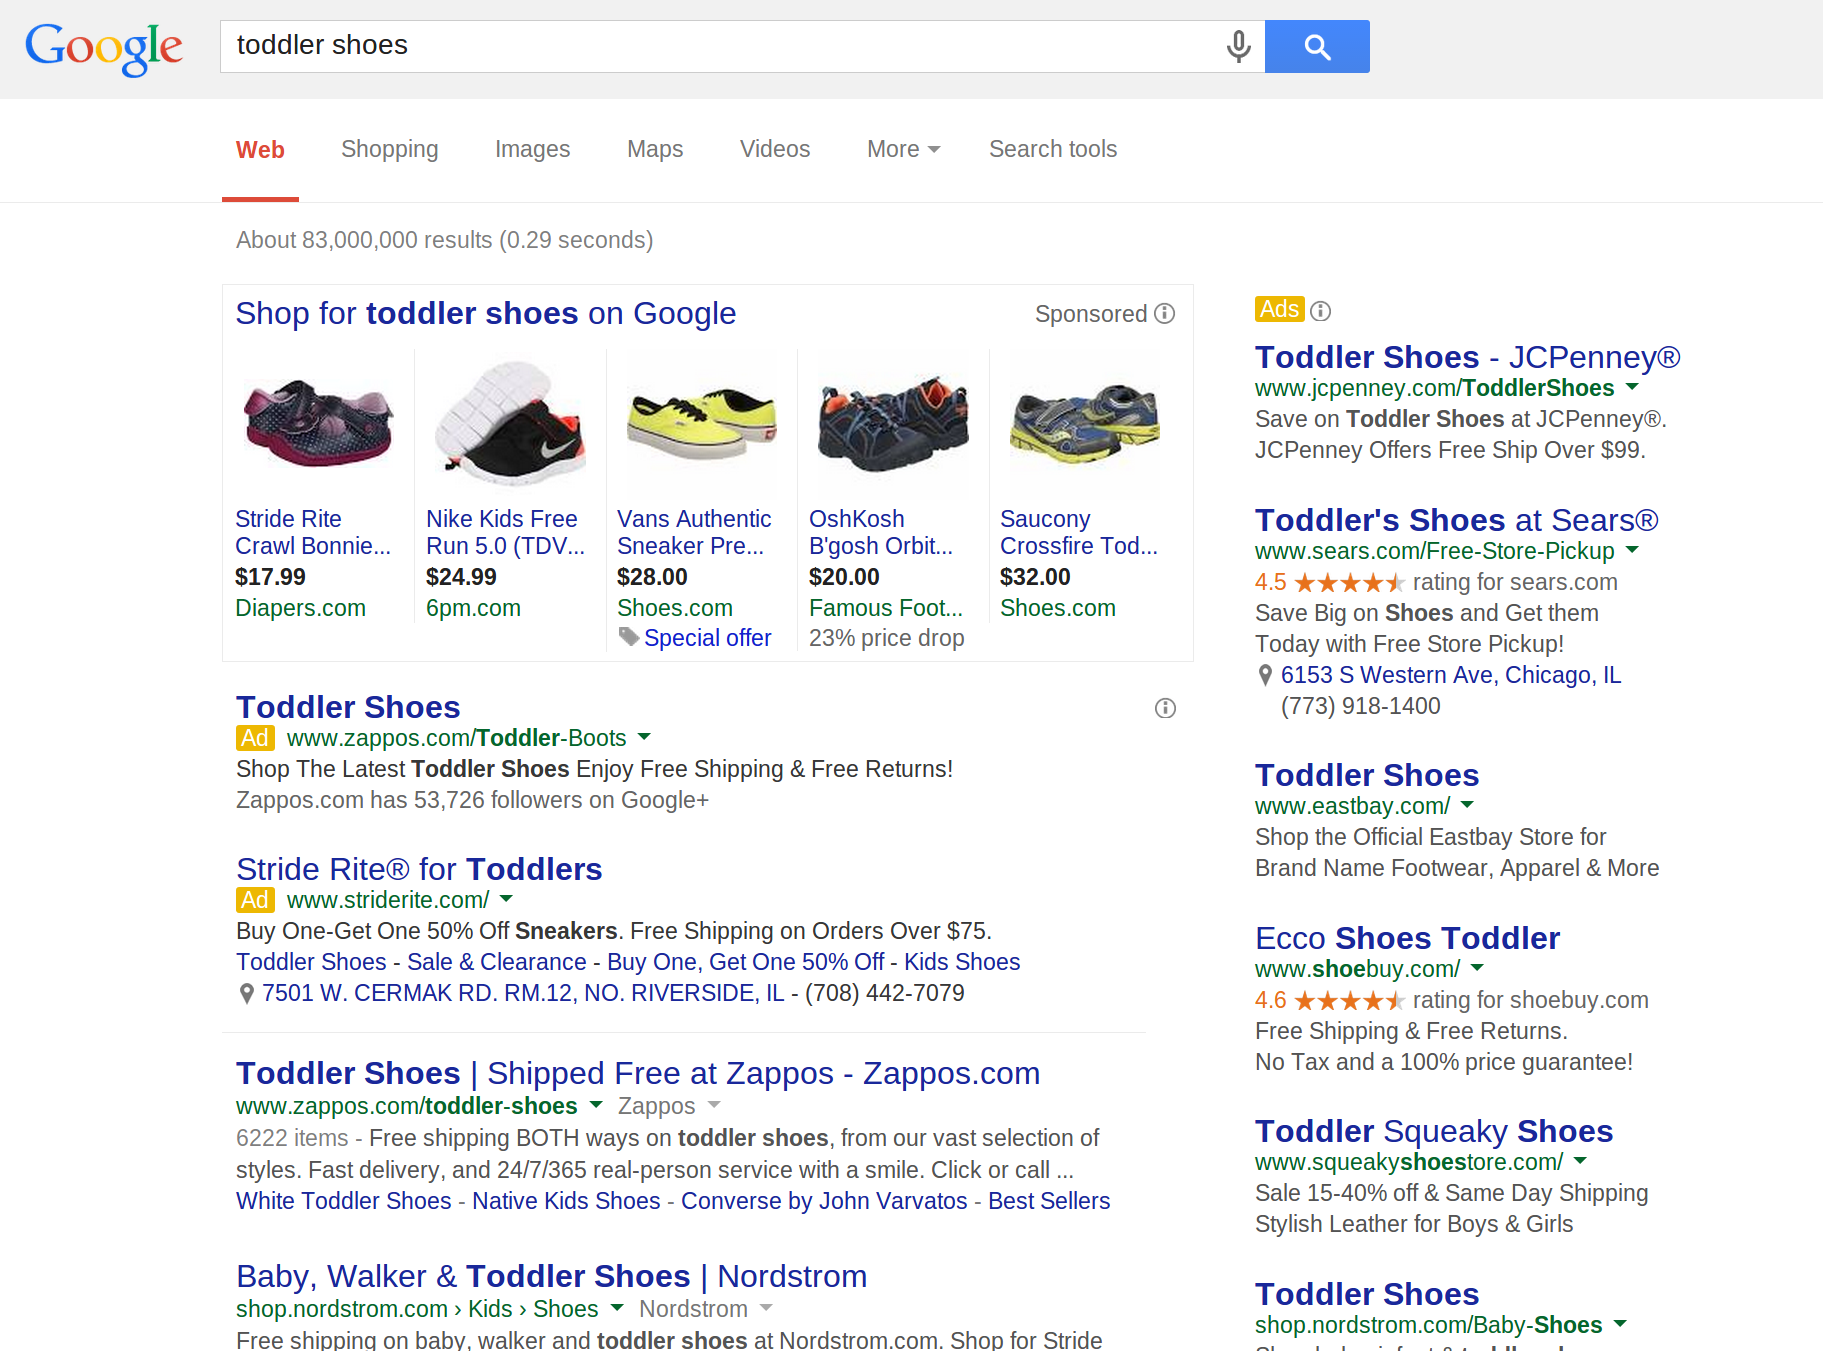 Google
toddler shoes
Web
Shopping
Images
Maps
Videos
More
Search tools
About 83,000,000 results (0.29 seconds)
Shop for toddler shoes on Google
Sponsored
Stride Rite
Crawl Bonnie...
$17.99
Diapers.com
Nike Kids Free
Run 5.0 (TDV...
$24.99
6pm.com
Vans Authentic
Sneaker Pre...
$28.00
Shoes.com
Special offer
OshKosh
B'gosh Orbit...
$20.00
Famous Foot...
23% price drop
Saucony
Crossfire Tod...
$32.00
Shoes.com
Toddler Shoes
Ad www.zappos.com/Toddler-Boots
Shop The Latest Toddler Shoes Enjoy Free Shipping & Free Returns!
Zappos.com has 53,726 followers on Google+
Stride Rite® for Toddlers
Ad www.striderite.com/
Buy One-Get One 50% Off Sneakers. Free Shipping on Orders Over $75.
Toddler Shoes - Sale & Clearance - Buy One, Get One 50% Off - Kids Shoes
7501 W. CERMAK RD. RM.12, NO. RIVERSIDE, IL - (708) 442-7079
Toddler Shoes | Shipped Free at Zappos - Zappos.com
www.zappos.com/toddler-shoes Zappos
6222 items - Free shipping BOTH ways on toddler shoes, from our vast selection of
styles. Fast delivery, and 24/7/365 real-person service with a smile. Click or call ...
White Toddler Shoes - Native Kids Shoes - Converse by John Varvatos - Best Sellers
Baby, Walker & Toddler Shoes | Nordstrom
shop.nordstrom.com › Kids › Shoes Nordstrom
Free shipping on baby, walker and toddler shoes at Nordstrom.com. Shop for Stride
Ads
Toddler Shoes - JCPenney®
www.jcpenney.com/ToddlerShoes
Save on Toddler Shoes at JCPenney®.
JCPenney Offers Free Ship Over $99.
Toddler's Shoes at Sears®
www.sears.com/Free-Store-Pickup
4.5 rating for sears.com
Save Big on Shoes and Get them
Today with Free Store Pickup!
6153 S Western Ave, Chicago, IL
(773) 918-1400
Toddler Shoes
www.eastbay.com/
Shop the Official Eastbay Store for
Brand Name Footwear, Apparel & More
Ecco Shoes Toddler
www.shoebuy.com/
4.6 rating for shoebuy.com
Free Shipping & Free Returns.
No Tax and a 100% price guarantee!
Toddler Squeaky Shoes
www.squeakyshoestore.com/
Sale 15-40% off & Same Day Shipping
Stylish Leather for Boys & Girls
Toddler Shoes
shop.nordstrom.com/Baby-Shoes